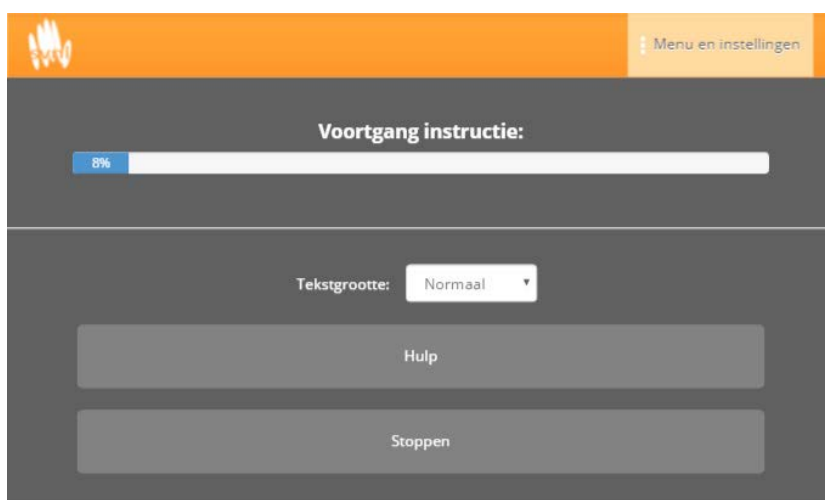 Menu en instellingen
Voortgang instructie:
8%
Tekstgrootte: Normaal
Hulp
Stoppen